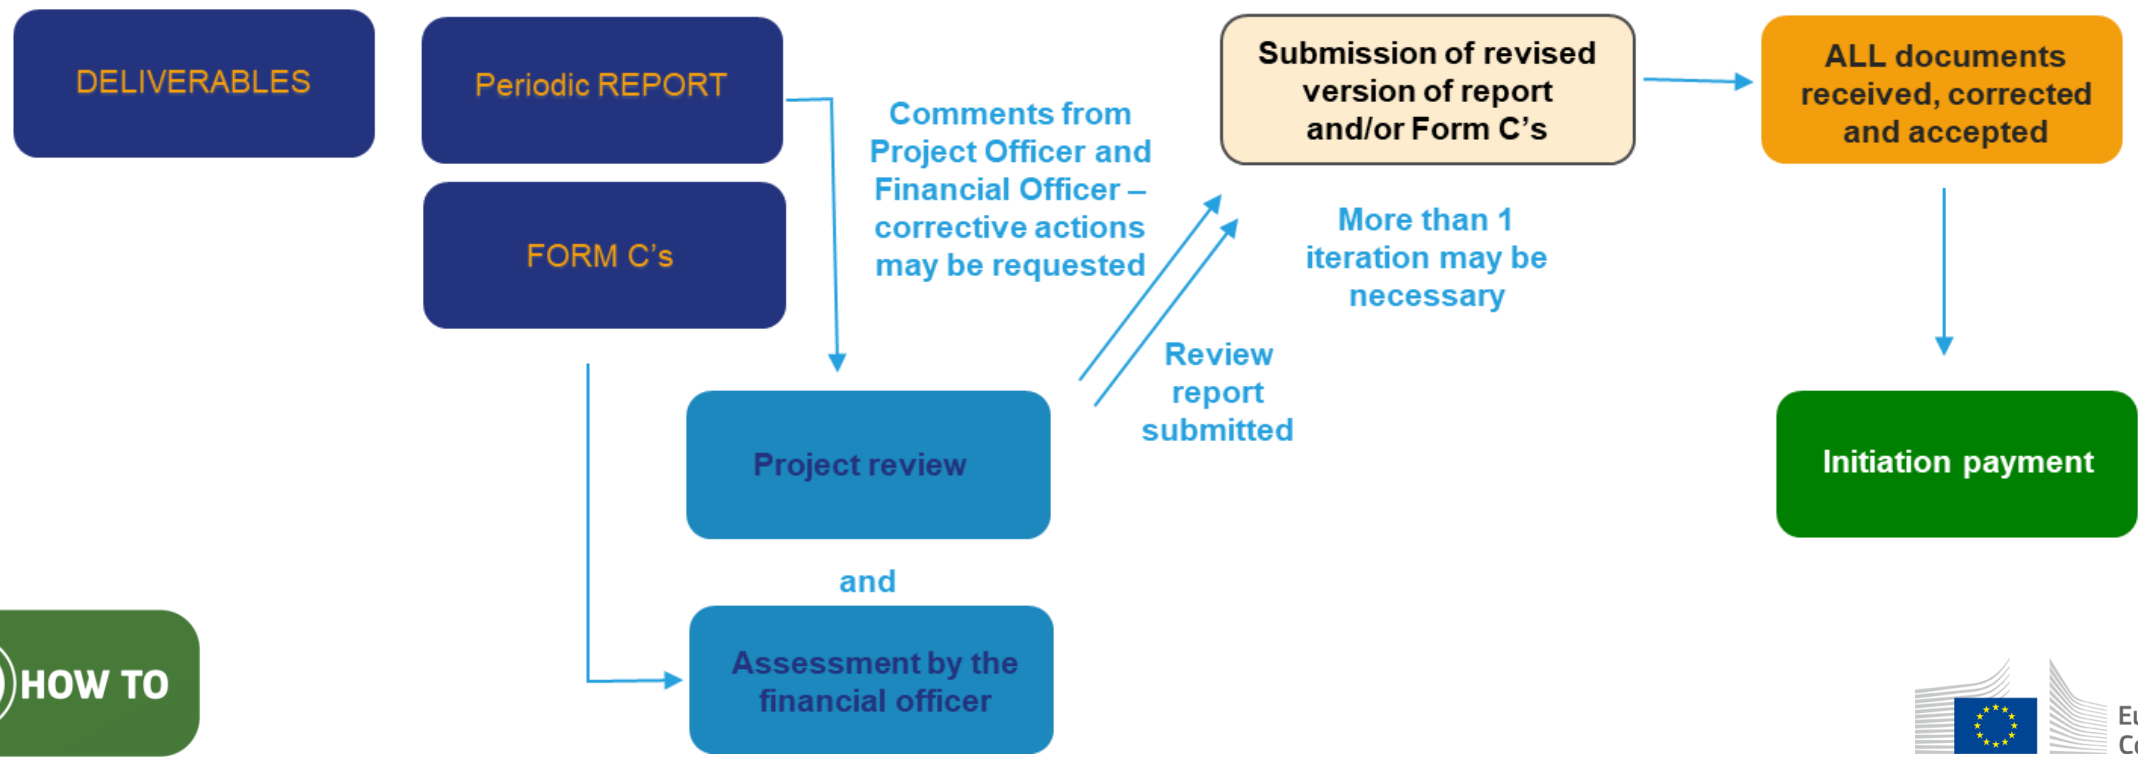 DELIVERABLES
Periodic REPORT
FORM C’s
Comments from
Project Officer and
Financial Officer –
corrective actions
may be requested
Submission of revised
version of report
and/or Form C’s
ALL documents
received, corrected
and accepted
More than 1
iteration may be
necessary
Review
report
submitted
Project review
Initiation payment
and
Assessment by the
financial officer
HOW TO